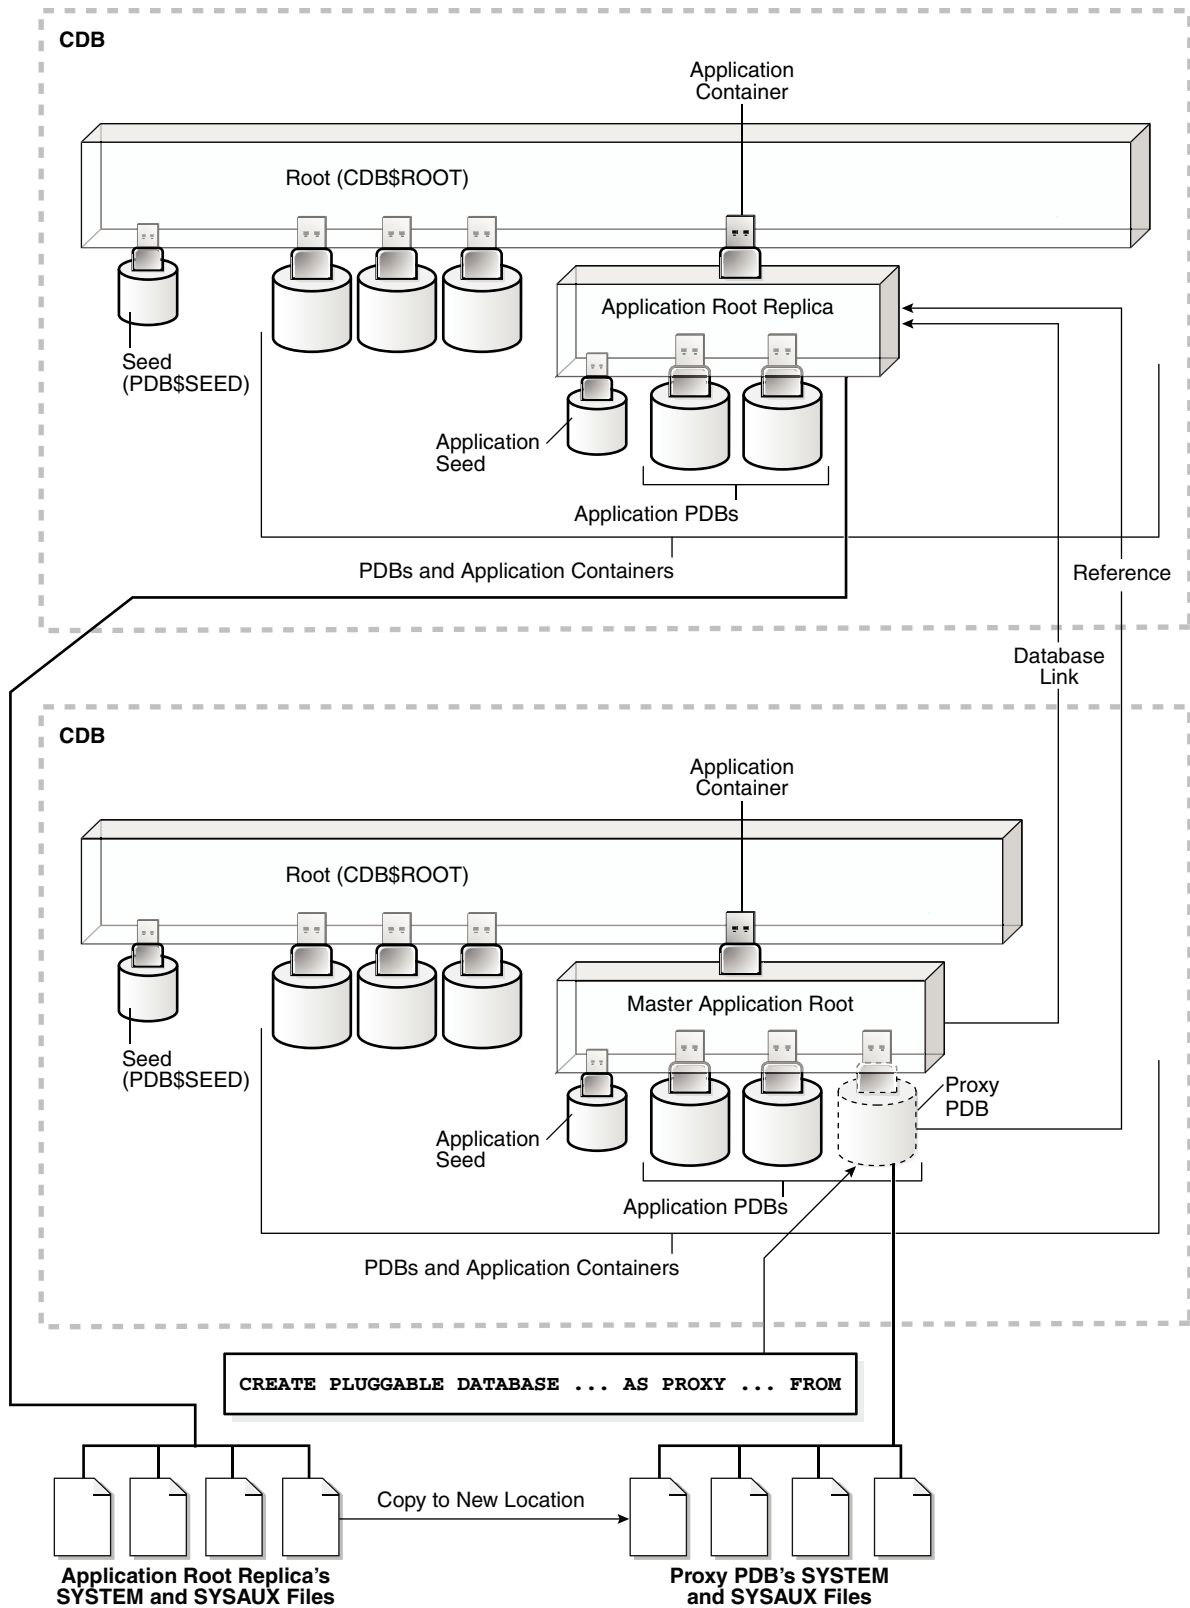 CDB
Application
Container
Root (CDB$ROOT)
Application Root Replica
Seed
(PDB$SEED)
Application
Seed
Application PDBs
PDBs and Application Containers
Reference
Database
Link
CDB
Application
Container
Root (CDB$ROOT)
Master Application Root
Seed
(PDB$SEED)
Proxy
PDB
Application
Seed
Application PDBs
PDBs and Application Containers
CREATE PLUGGABLE DATABASE ... AS PROXY ... FROM
Copy to New Location
Application Root Replica's
SYSTEM and SYSAUX Files
Proxy PDB's SYSTEM
and SYSAUX Files